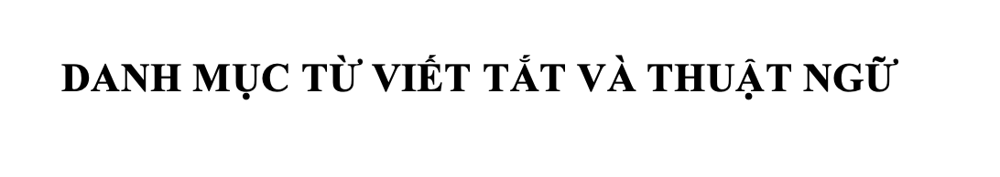 DANH MỤC TỪ VIẾT TẮT VÀ THUẬT NGỮ